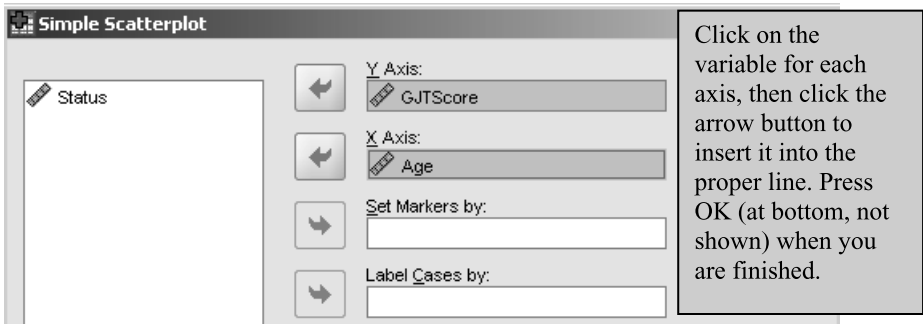 Simple Scatterplot
Status
Y Axis:
GJTScore
X Axis:
Age
Set Markers by:
Label Cases by:
Click on the
variable for each
axis, then click the
arrow button to
insert it into the
proper line. Press
OK (at bottom, not
shown) when you
are finished.